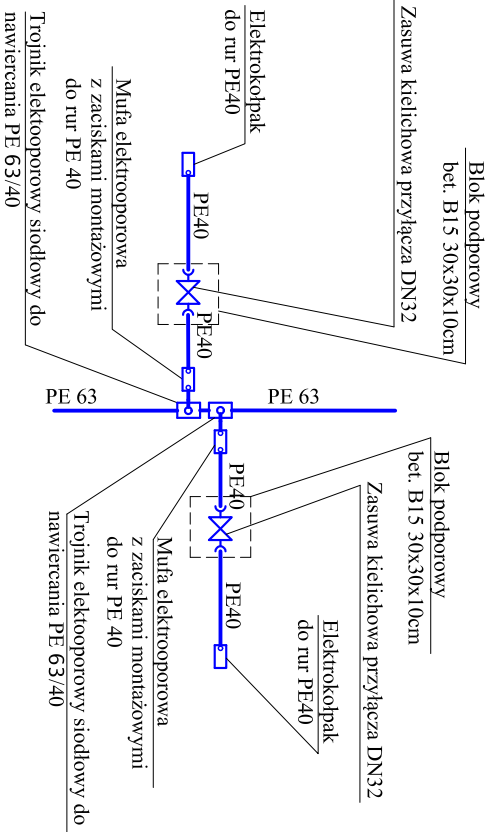 Blok podporowy
bet. B15 30x30x10cm
Zasuwa kielichowa przyłącza DN32
Elektrokołpak
do rur PE40
Mufa elektrooporowa
z zaciskami montażowymi
do rur PE 40
Trojnik elektooporowy siodłowy do
nawiercania PE 63/40
PE40
PE40
PE 63
PE 63
PE40
PE40
Blok podporowy
bet. B15 30x30x10cm
Zasuwa kielichowa przyłącza DN32
Elektrokołpak
do rur PE40
Mufa elektrooporowa
z zaciskami montażowymi
do rur PE 40
Trojnik elektooporowy siodłowy do
nawiercania PE 63/40